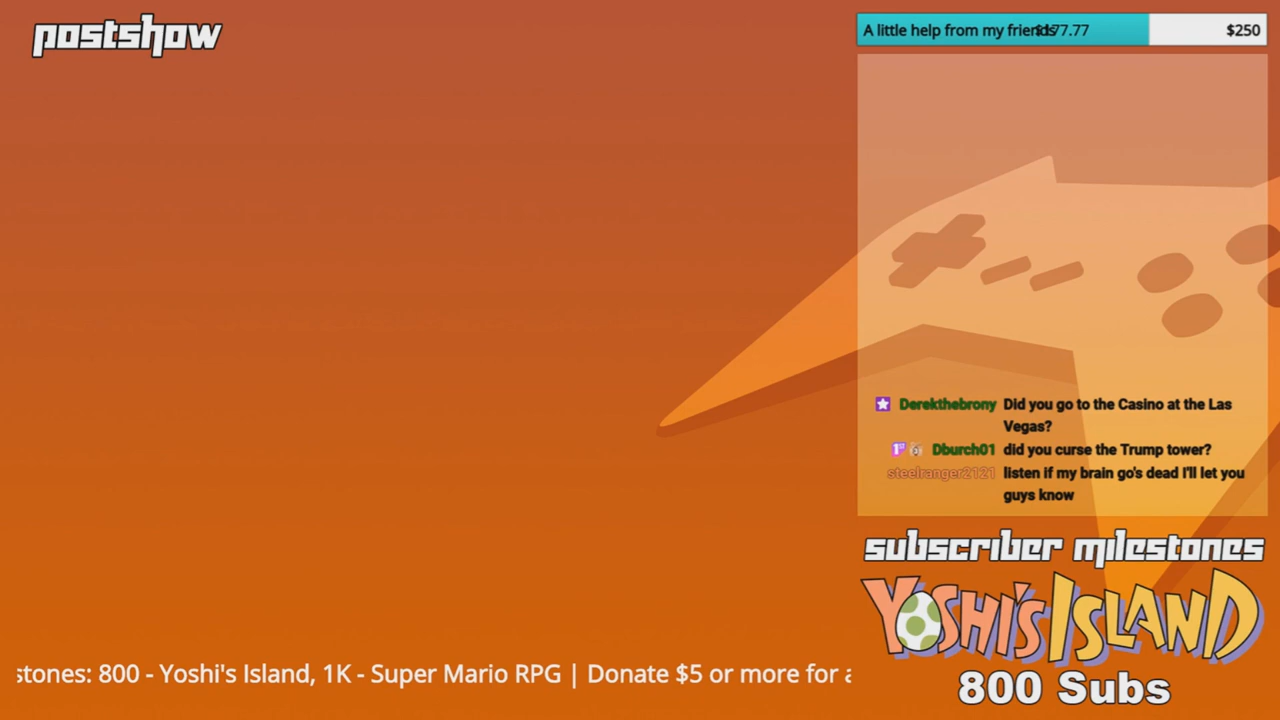 postshow
A little help from my friends $177.77 $250
Derekthebrony Did you go to the Casino at the Las
Vegas?
Dburch01 did you curse the Trump tower?
steelranger2121 listen if my brain go's dead I'll let you
guys know
subscriber milestones
YOSHI'S ISLAND
800 Subs
stones: 800 - Yoshi's Island, 1K - Super Mario RPG | Donate $5 or more for a